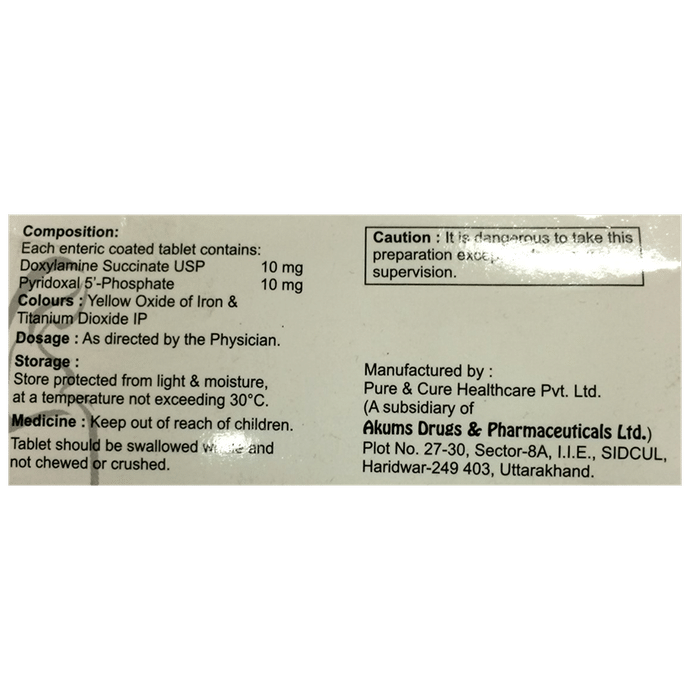 Composition:
Each enteric coated tablet contains:
Doxylamine Succinate USP 10 mg
Pyridoxal 5'-Phosphate 10 mg
Colours : Yellow Oxide of Iron &
Titanium Dioxide IP
Dosage : As directed by the Physician.
Storage :
Store protected from light & moisture,
at a temperature not exceeding 30°C.
Medicine : Keep out of reach of children.
Tablet should be swallowed whole and
not chewed or crushed.
Caution : It is dangerous to take this
preparation
supervision.
Manufactured by :
Pure & Cure Healthcare Pvt. Ltd.
(A subsidiary of
Akums Drugs & Pharmaceuticals Ltd.)
Plot No. 27-30, Sector-8A, I.I.E., SIDCUL,
Haridwar-249 403, Uttarakhand.